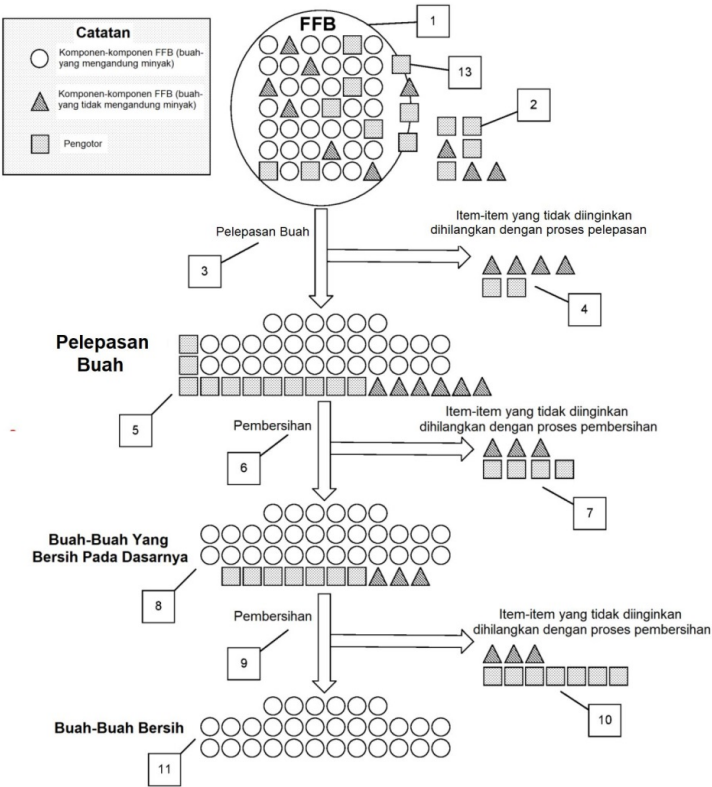 Catatan
Komponen-komponen FFB (buah-
yang mengandung minyak)
Komponen-komponen FFB (buah-
yang tidak mengandung minyak)
Pengotor
FFB
1
13
2
Pelepasan Buah
3
Item-item yang tidak diinginkan
dihilangkan dengan proses pelepasan
4
Pelepasan
Buah
5
Pembersihan
6
Item-item yang tidak diinginkan
dihilangkan dengan proses pembersihan
7
Buah-Buah Yang
Bersih Pada Dasarnya
8
Pembersihan
9
Item-item yang tidak diinginkan
dihilangkan dengan proses pembersihan
10
Buah-Buah Bersih
11